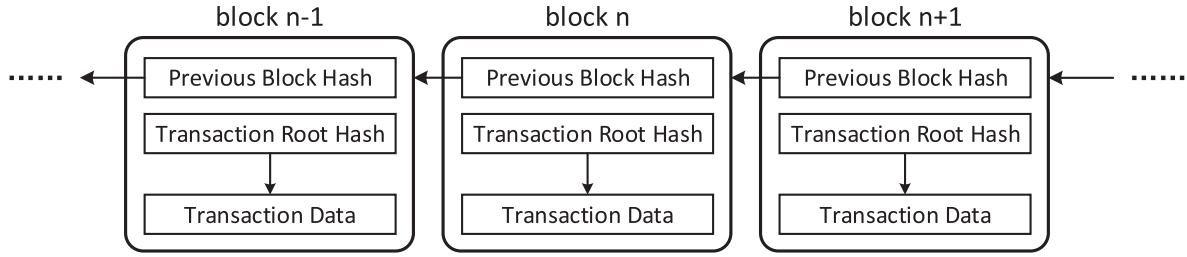 block n-1
block n
block n+1
......
Previous Block Hash
Previous Block Hash
Previous Block Hash
......
Transaction Root Hash
Transaction Root Hash
Transaction Root Hash
Transaction Data
Transaction Data
Transaction Data